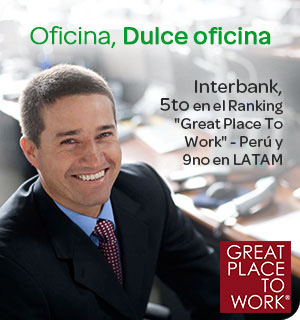 Oficina, Dulce oficina
Interbank,
5to en el Ranking
"Great Place To
Work" - Perú y
9no en LATAM
GREAT
PLACE
TO
WORK®